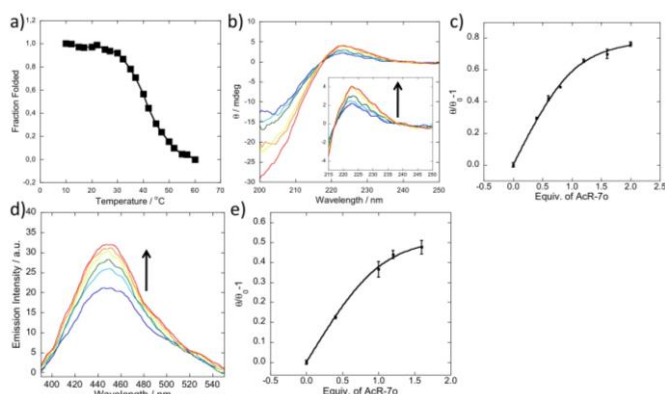 a)
Fraction Folded
1,0
0,8
0,6
0,4
0,2
0,0
0 10 20 30 40 50 60 70
Temperature / °C
b)
θ / mdeg
5
0
-5
-10
-15
-20
-25
-30
200 210 220 230 240 250
Wavelength / nm
4
2
0
-2
-4
c)
θ/θ0-1
1.0
0.8
0.6
0.4
0.2
0.0
-0.5 0.0 0.5 1.0 1.5 2.0 2.5
Equiv. of AcR-7o
d)
Emission Intensity / a.u.
35
30
25
20
15
10
5
0
400 420 440 460 480 500 520 540
Wavelength / nm
e)
θ/θ0-1
0.6
0.5
0.4
0.3
0.2
0.1
0.0
-0.5 0.0 0.5 1.0 1.5 2.0
Equiv. of AcR-7o